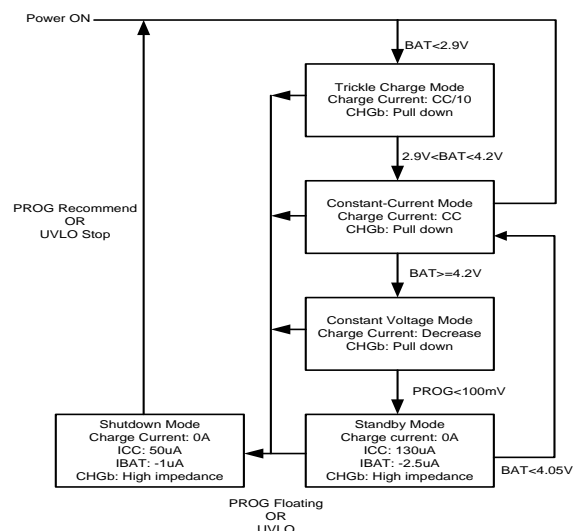 Power ON
BAT<2.9V
Trickle Charge Mode
Charge Current: CC/10
CHGb: Pull down
2.9V<BAT<4.2V
PROG Recommend
OR
UVLO Stop
Constant-Current Mode
Charge Current: CC
CHGb: Pull down
BAT>=4.2V
Constant Voltage Mode
Charge Current: Decrease
CHGb: Pull down
PROG<100mV
Shutdown Mode
Charge Current: 0A
ICC: 50uA
IBAT: -1uA
CHGb: High impedance
Standby Mode
Charge current: 0A
ICC: 130uA
IBAT: -2.5uA
CHGb: High impedance
BAT<4.05V
PROG Floating
OR
UVLO